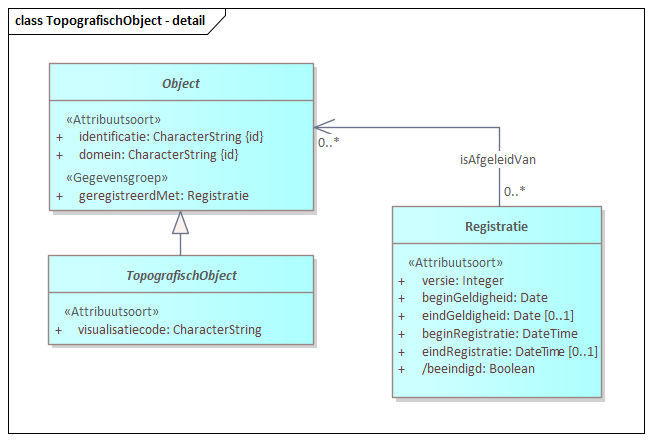 class TopografischObject - detail
Object
«Attribuutsoort»
+ identificatie: CharacterString {id}
+ domein: CharacterString {id}
«Gegevensgroep»
+ geregistreerdMet: Registratie
0..*
isAfgeleidVan
0..*
Registratie
«Attribuutsoort»
+ versie: Integer
+ beginGeldigheid: Date
+ eindGeldigheid: Date [0..1]
+ beginRegistratie: DateTime
+ eindRegistratie: DateTime [0..1]
+ /beeindigd: Boolean
TopografischObject
«Attribuutsoort»
+ visualisatiecode: CharacterString